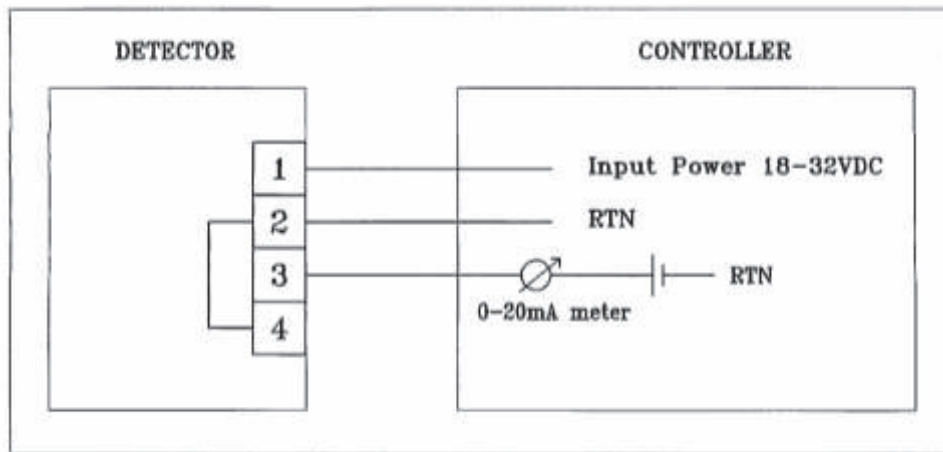 DETECTOR
CONTROLLER
1
Input Power 18-32VDC
2
RTN
3
RTN
0-20mA meter
4